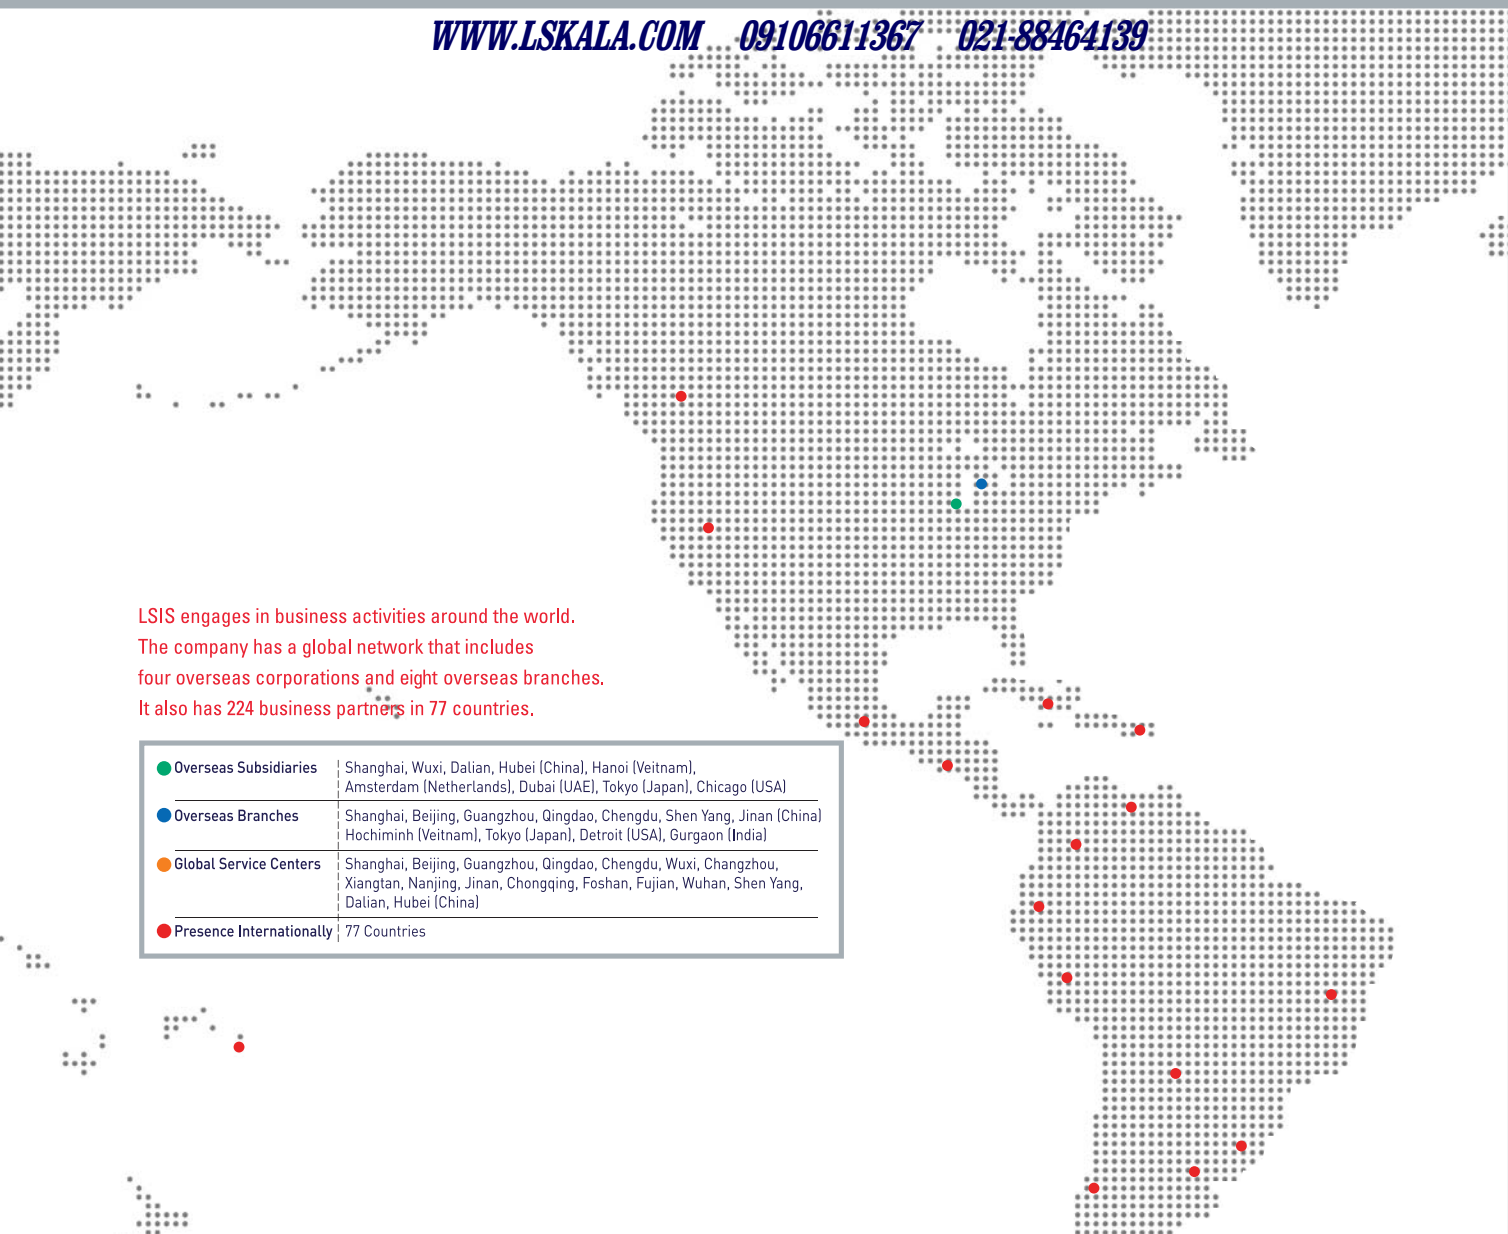 WWW.LSKALA.COM 09106611367 021-88464139
LSIS engages in business activities around the world.
The company has a global network that includes
four overseas corporations and eight overseas branches.
It also has 224 business partners in 77 countries.
Overseas Subsidiaries
Shanghai, Wuxi, Dalian, Hubei (China), Hanoi (Veitnam),
Amsterdam (Netherlands), Dubai (UAE), Tokyo (Japan), Chicago (USA)
Overseas Branches
Shanghai, Beijing, Guangzhou, Qingdao, Chengdu, Shen Yang, Jinan (China)
Hochiminh (Veitnam), Tokyo (Japan), Detroit (USA), Gurgaon (India)
Global Service Centers
Shanghai, Beijing, Guangzhou, Qingdao, Chengdu, Wuxi, Changzhou,
Xiangtan, Nanjing, Jinan, Chongqing, Foshan, Fujian, Wuhan, Shen Yang,
Dalian, Hubei (China)
Presence Internationally
77 Countries